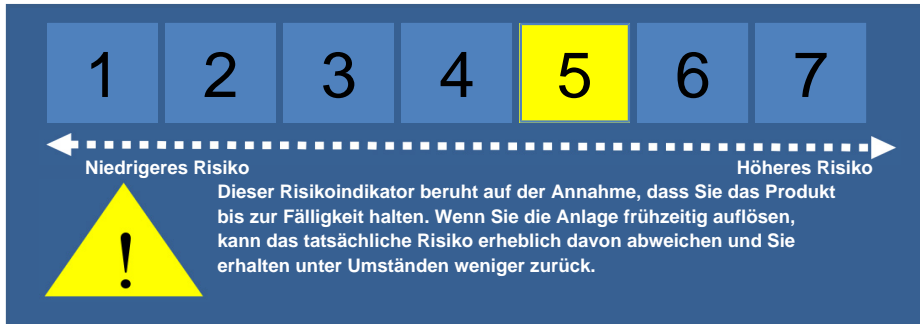 1 2 3 4 5 6 7
Niedrigeres Risiko Höheres Risiko
Dieser Risikoindikator beruht auf der Annahme, dass Sie das Produkt
bis zur Fälligkeit halten. Wenn Sie die Anlage frühzeitig auflösen,
kann das tatsächliche Risiko erheblich davon abweichen und Sie
erhalten unter Umständen weniger zurück.
!